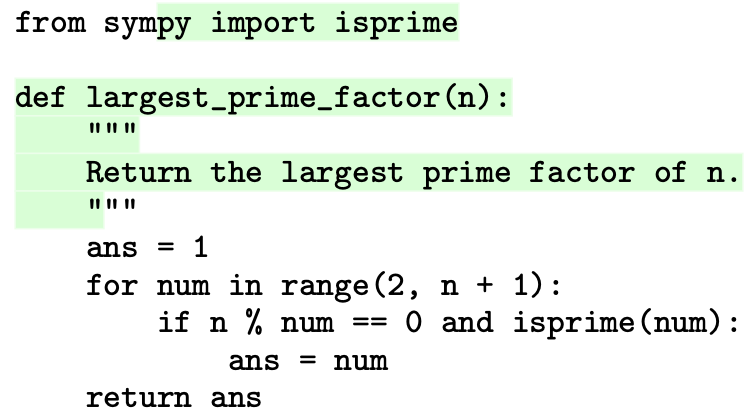 from sympy import isprime

def largest_prime_factor(n):
    """
    Return the largest prime factor of n.
    """
    ans = 1
    for num in range(2, n + 1):
        if n % num == 0 and isprime(num):
            ans = num
    return ans